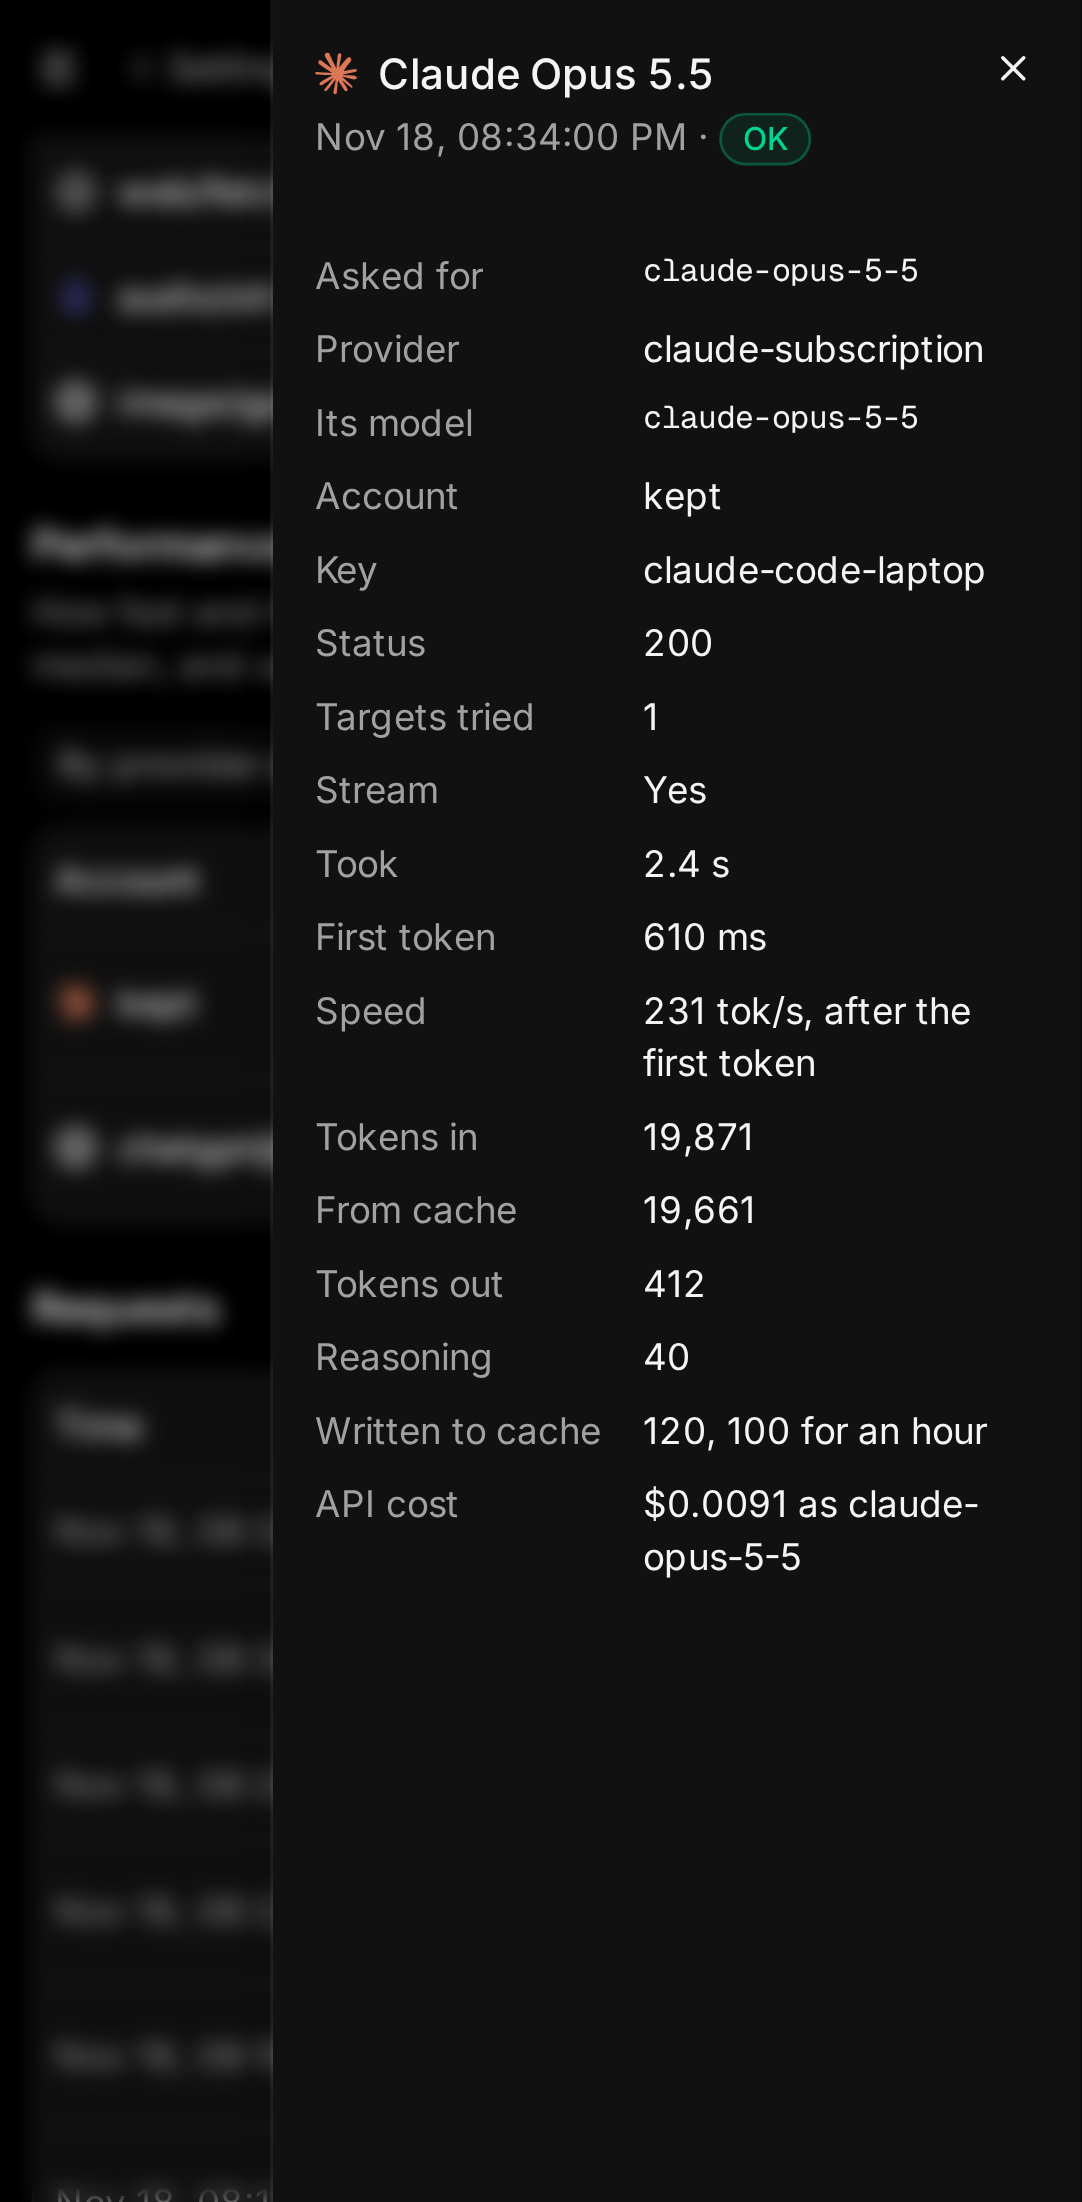 Claude Opus 5.5
Nov 18, 08:34:00 PM · OK
Asked for claude-opus-5-5
Provider claude-subscription
Its model claude-opus-5-5
Account kept
Key claude-code-laptop
Status 200
Targets tried 1
Stream Yes
Took 2.4 s
First token 610 ms
Speed 231 tok/s, after the
first token
Tokens in 19,871
From cache 19,661
Tokens out 412
Reasoning 40
Written to cache 120, 100 for an hour
API cost $0.0091 as claude-
opus-5-5
Performance
Account
Requests
Time